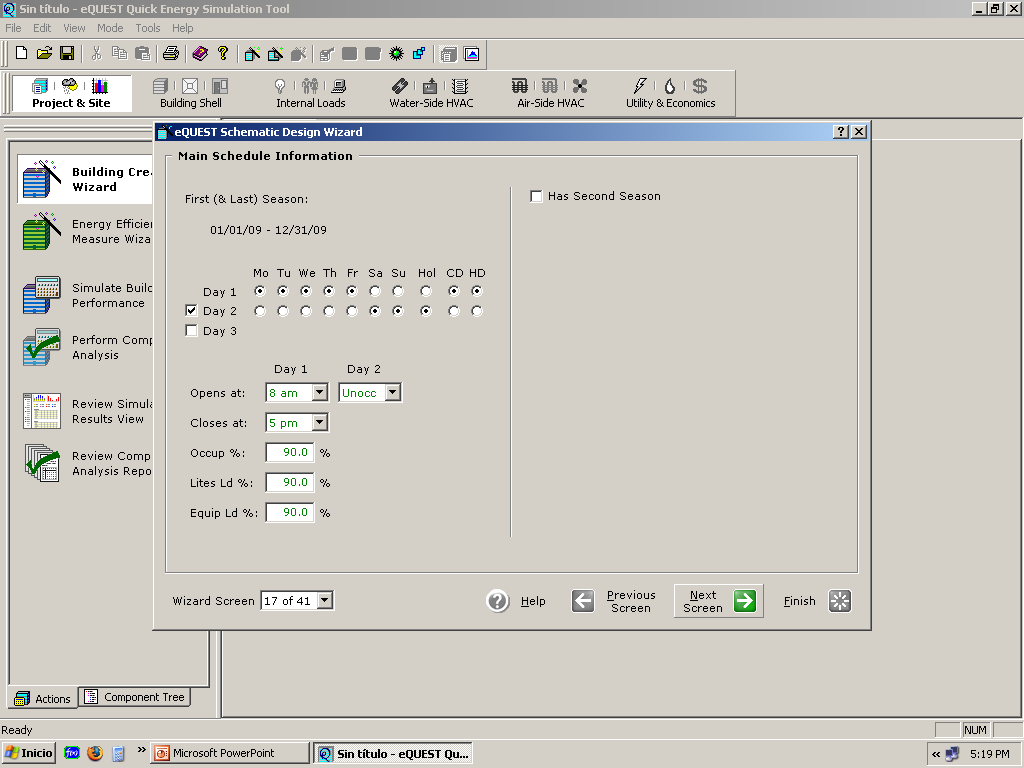 Sin título - eQUEST Quick Energy Simulation Tool
File Edit View Mode Tools Help
Project & Site
Building Shell
Internal Loads
Water-Side HVAC
Air-Side HVAC
Utility & Economics
eQUEST Schematic Design Wizard
Building Crea
Wizard
Energy Efficien
Measure Wiza
Simulate Build
Performance
Perform Comp
Analysis
Review Simula
Results View
Review Comp
Analysis Repo
Actions
Component Tree
Main Schedule Information
First (& Last) Season:
01/01/09 - 12/31/09
Mo Tu We Th Fr Sa Su Hol CD HD
Day 1
Day 2
Day 3
Day 1 Day 2
Opens at: 8 am Unocc
Closes at: 5 pm
Occup %: 90.0 %
Lites Ld %: 90.0 %
Equip Ld %: 90.0 %
Has Second Season
Wizard Screen 17 of 41
Help
Previous
Screen
Next
Screen
Finish
Ready
NUM
Inicio
Microsoft PowerPoint
Sin título - eQUEST Qu...
5:19 PM